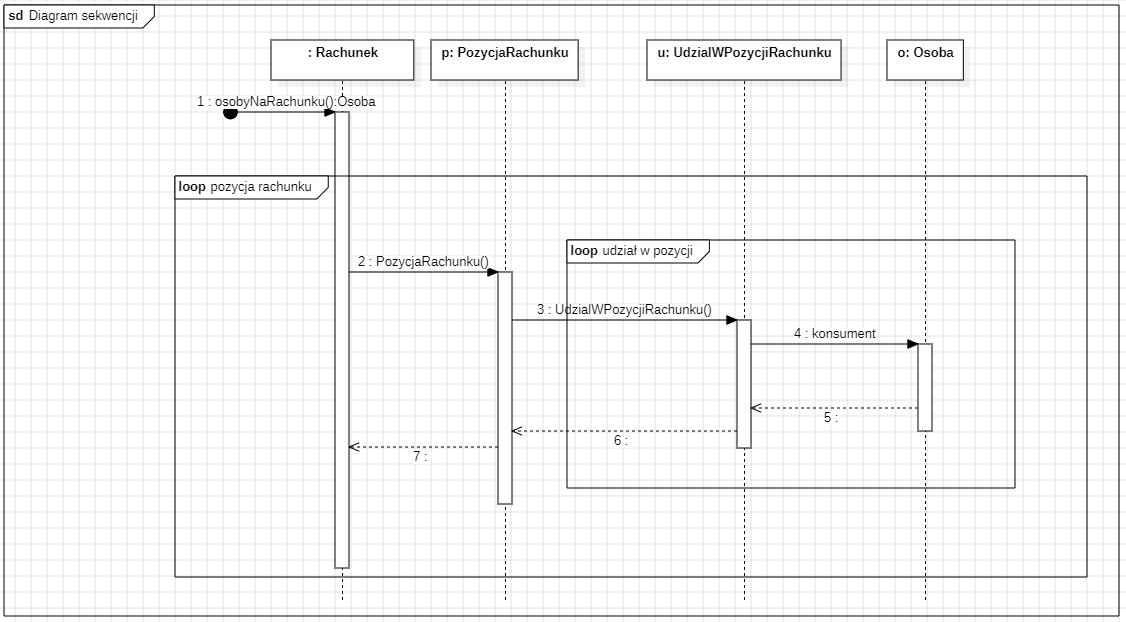 sd Diagram sekwencji
: Rachunek
p: PozycjaRachunku
u: UdzialWPozycjiRachunku
o: Osoba
1 : osobyNaRachunku():Osoba
loop pozycja rachunku
loop udział w pozycji
2 : PozycjaRachunku()
3 : UdzialWPozycjiRachunku()
4 : konsument
5 :
6 :
7 :